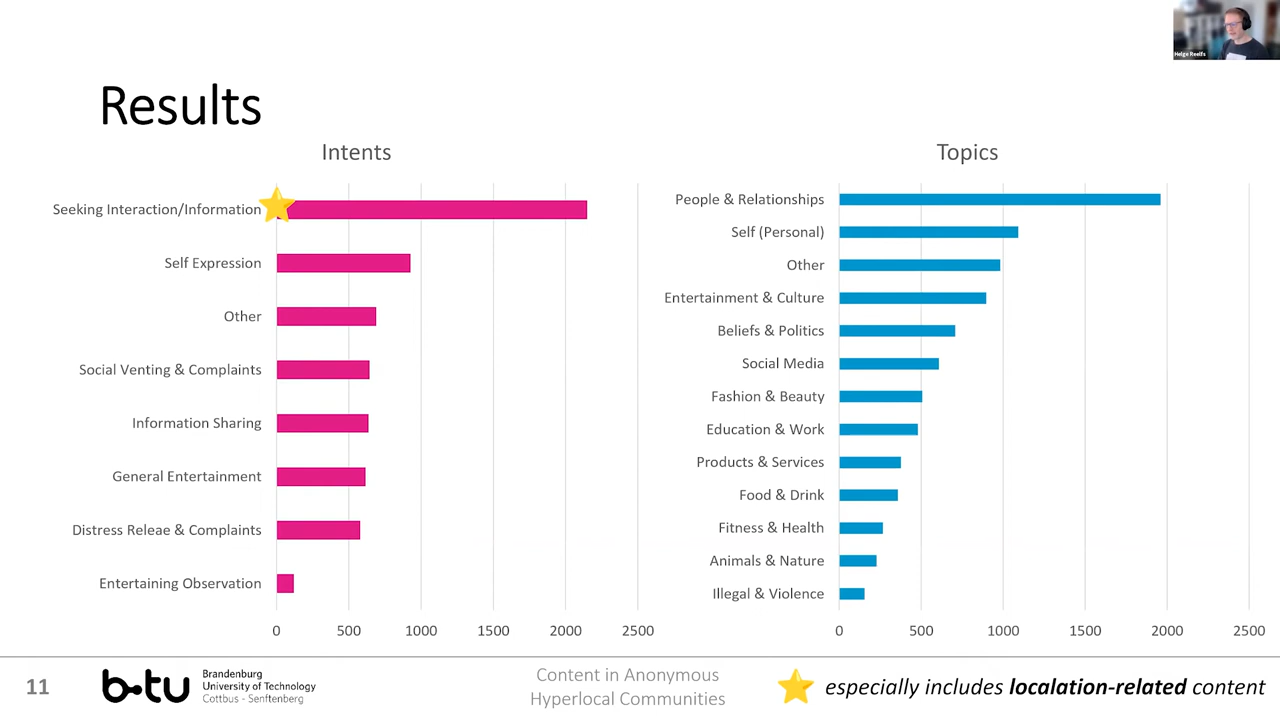 Helge Reelfs
Results
Intents
Seeking Interaction/Information
Self Expression
Other
Social Venting & Complaints
Information Sharing
General Entertainment
Distress Releae & Complaints
Entertaining Observation
0 500 1000 1500 2000 2500
Topics
People & Relationships
Self (Personal)
Other
Entertainment & Culture
Beliefs & Politics
Social Media
Fashion & Beauty
Education & Work
Products & Services
Food & Drink
Fitness & Health
Animals & Nature
Illegal & Violence
0 500 1000 1500 2000 2500
11
b-tu
Brandenburg
University of Technology
Cottbus - Senftenberg
Content in Anonymous
Hyperlocal Communities
especially includes localation-related content